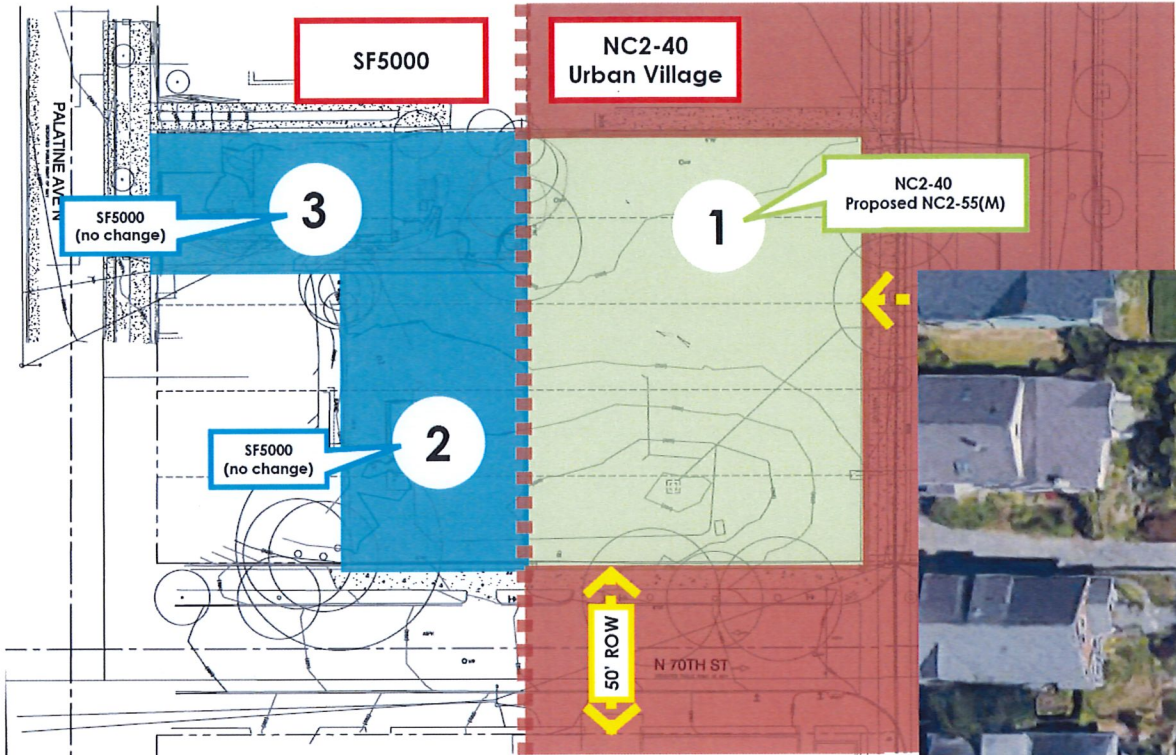 SF5000
NC2-40
Urban Village
PALATINE AVE N
3
SF5000
(no change)
1
NC2-40
Proposed NC2-55(M)
2
SF5000
(no change)
50' ROW
N 70TH ST